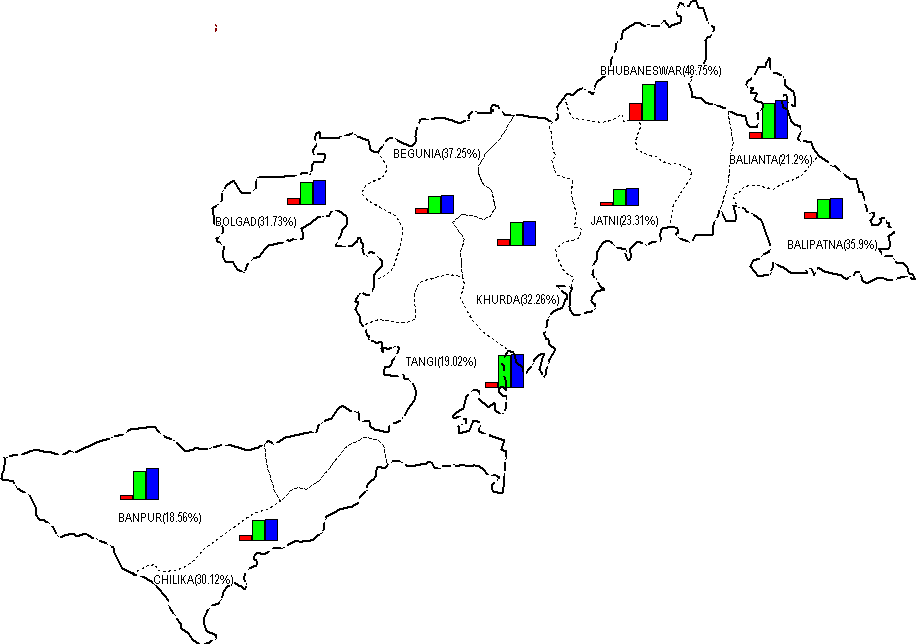 BHUBANESWAR(48.75%)
BEGUNIA(37.25%)
BALIANTA(21.2%)
BOLGAD(31.73%)
JATNI(23.31%)
BALIPATNA(35.9%)
KHURDA(32.26%)
TANGI(19.02%)
BANPUR(18.56%)
CHILIKA(30.12%)